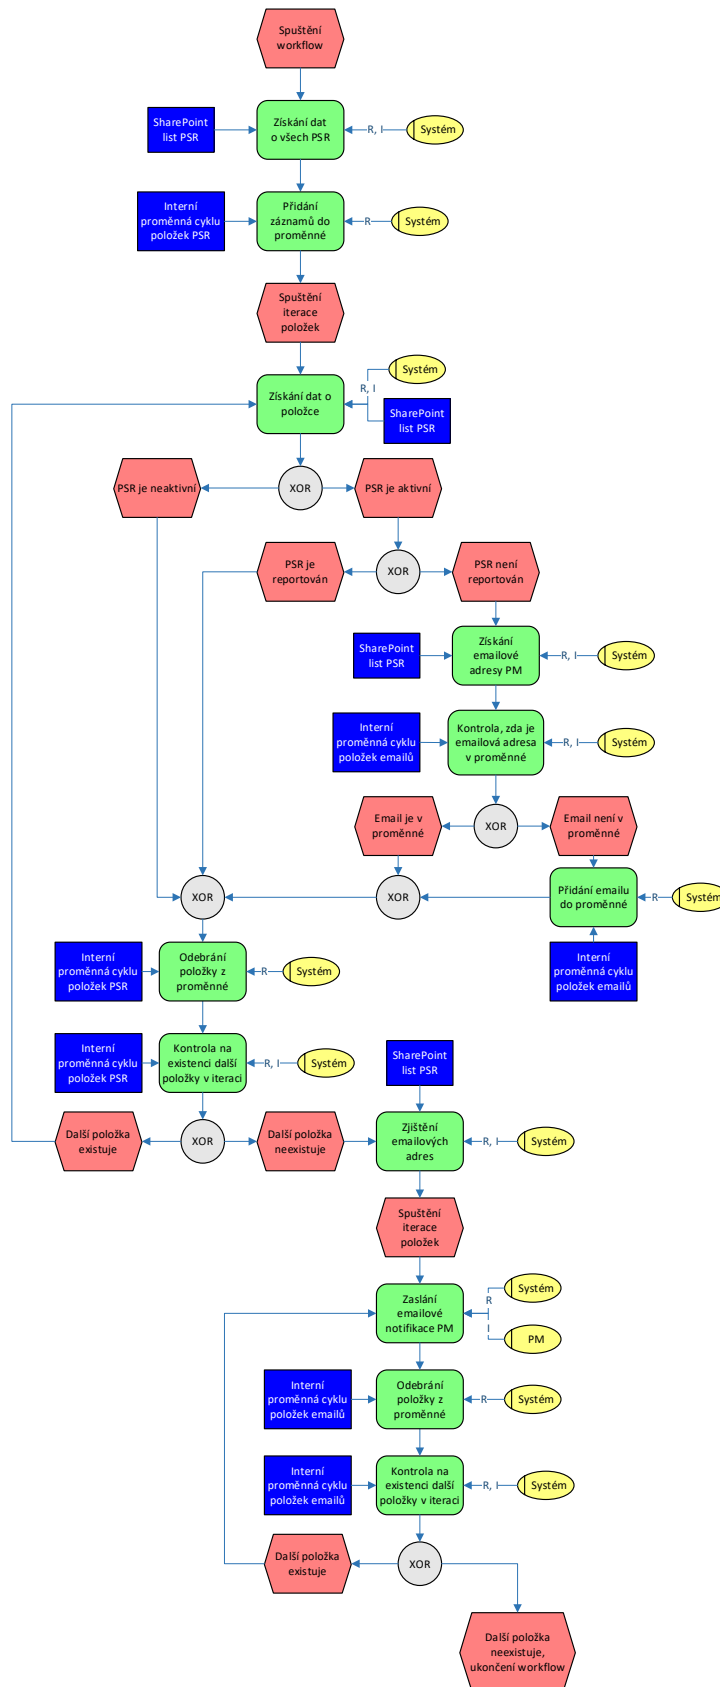 Spuštění
workflow
SharePoint
list PSR
Získání dat
o všech PSR
R, I
Systém
Interní
proměnná cyklu
položek PSR
Přidání
záznamů do
proměnné
R
Systém
Spuštění
iterace
položek
Systém
R, I
Získání dat o
položce
SharePoint
list PSR
PSR je neaktivní
XOR
PSR je aktivní
PSR je
reportován
XOR
PSR není
reportován
SharePoint
list PSR
Získání
emailové
adresy PM
R, I
Systém
Interní
proměnná cyklu
položek emailů
Kontrola, zda je
emailová adresa
v proměnné
R, I
Systém
Email je v
proměnné
XOR
Email není v
proměnné
XOR
XOR
Přidání emailu
do proměnné
R
Systém
Interní
proměnná cyklu
položek PSR
Odebrání
položky z
proměnné
R
Systém
Interní
proměnná cyklu
položek emailů
Interní
proměnná cyklu
položek PSR
Kontrola na
existenci další
položky v iteraci
R, I
Systém
SharePoint
list PSR
Další položka
existuje
XOR
Další položka
neexistuje
Zjištění
emailových
adres
R, I
Systém
Spuštění
iterace
položek
Zaslání
emailové
notifikace PM
Systém
R
PM
Interní
proměnná cyklu
položek emailů
Odebrání
položky z
proměnné
R
Systém
Interní
proměnná cyklu
položek emailů
Kontrola na
existenci další
položky v iteraci
R, I
Systém
Další položka
existuje
XOR
Další položka
neexistuje,
ukončení workflow